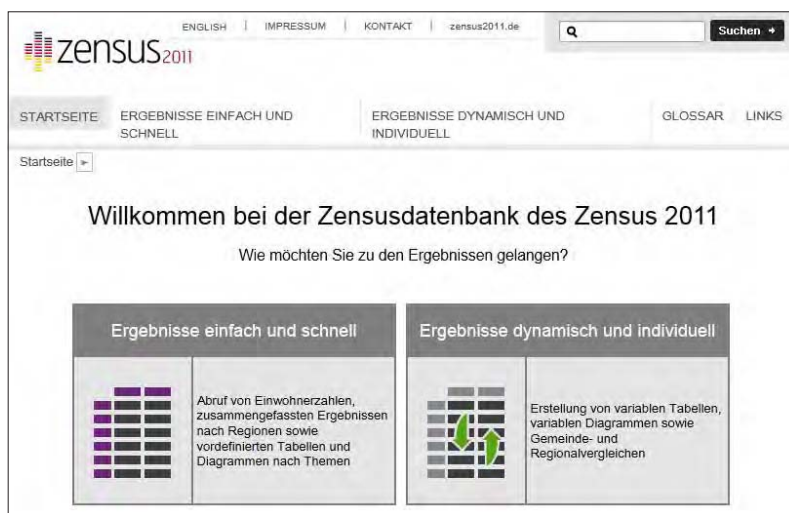 ENGLISH | IMPRESSUM | KONTAKT | zensus2011.de
Suchen
zensus2011
STARTSEITE
ERGEBNISSE EINFACH UND
SCHNELL
ERGEBNISSE DYNAMISCH UND
INDIVIDUELL
GLOSSAR
LINKS
Startseite
Willkommen bei der Zensusdatenbank des Zensus 2011
Wie möchten Sie zu den Ergebnissen gelangen?
Ergebnisse einfach und schnell
Abruf von Einwohnerzahlen,
zusammengefassten Ergebnissen
nach Regionen sowie
vordefinierten Tabellen und
Diagrammen nach Themen
Ergebnisse dynamisch und individuell
Erstellung von variablen Tabellen,
variablen Diagrammen sowie
Gemeinde- und
Regionalvergleichen